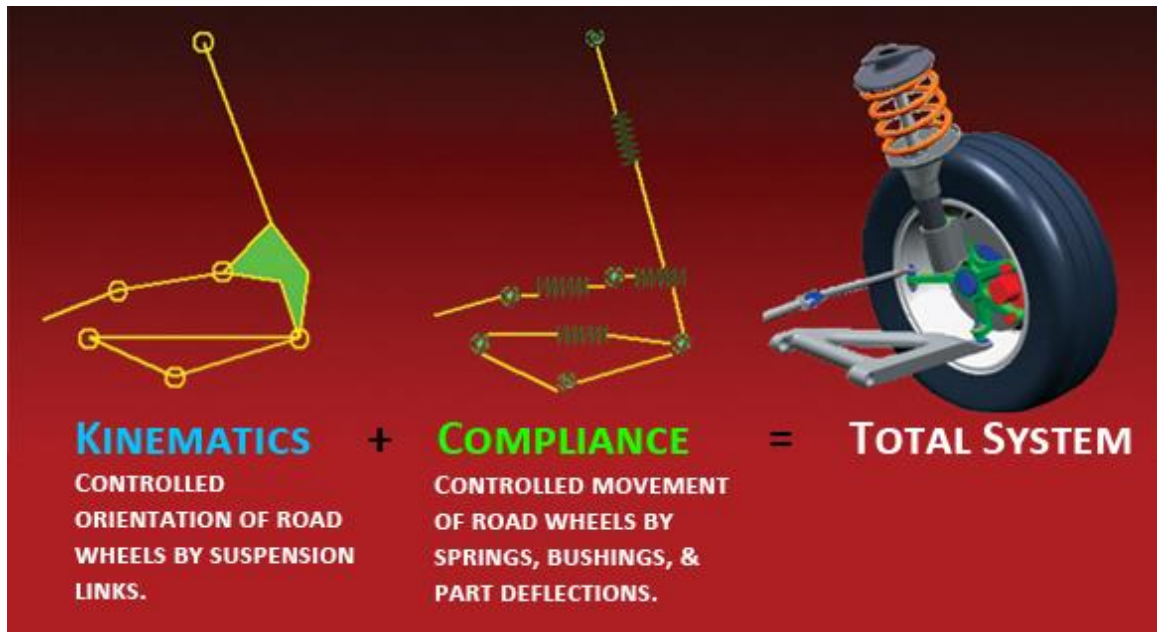 KINEMATICS + COMPLIANCE = TOTAL SYSTEM
CONTROLLED
ORIENTATION OF ROAD
WHEELS BY SUSPENSION
LINKS.
CONTROLLED MOVEMENT
OF ROAD WHEELS BY
SPRINGS, BUSHINGS, &
PART DEFLECTIONS.